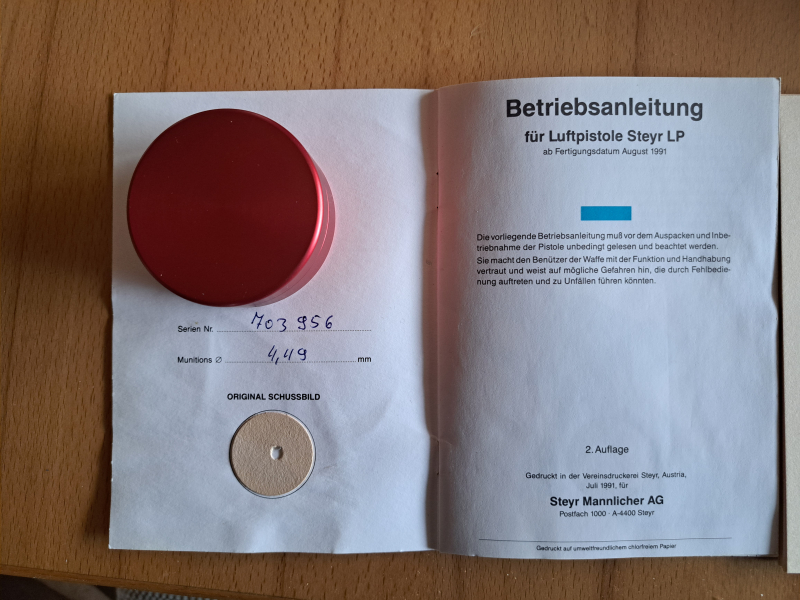 Serien Nr. 703 956
Munitions Ø 4,49 mm
ORIGINAL SCHUSSBILD
Betriebsanleitung
für Luftpistole Steyr LP
ab Fertigungsdatum August 1991
Die vorliegende Betriebsanleitung muß vor dem Auspacken und Inbe-
triebnahme der Pistole unbedingt gelesen und beachtet werden.
Sie macht den Benützer der Waffe mit der Funktion und Handhabung
vertraut und weist auf mögliche Gefahren hin, die durch Fehlbedie-
nung auftreten und zu Unfällen führen könnten.
2. Auflage
Gedruckt in der Vereinsdruckerei Steyr, Austria,
Juli 1991, für
Steyr Mannlicher AG
Postfach 1000 · A-4400 Steyr
Gedruckt auf umweltfreundlichem chlorfreiem Papier